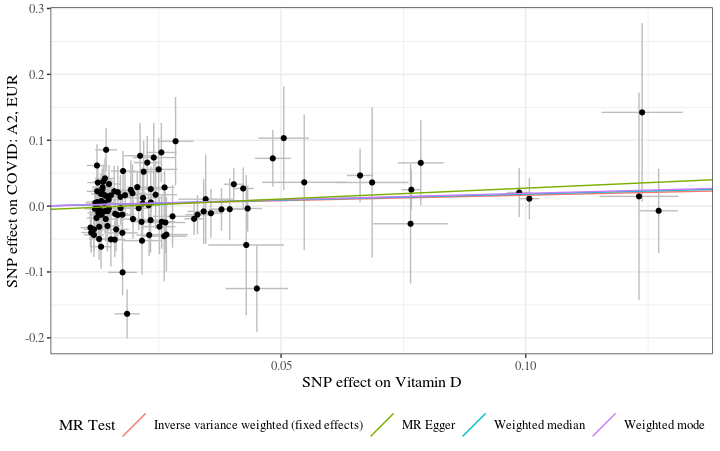 0.3
0.2
0.1
0.0
-0.1
-0.2
SNP effect on COVID: A2, EUR
0.05
0.10
SNP effect on Vitamin D
MR Test
Inverse variance weighted (fixed effects)
MR Egger
Weighted median
Weighted mode